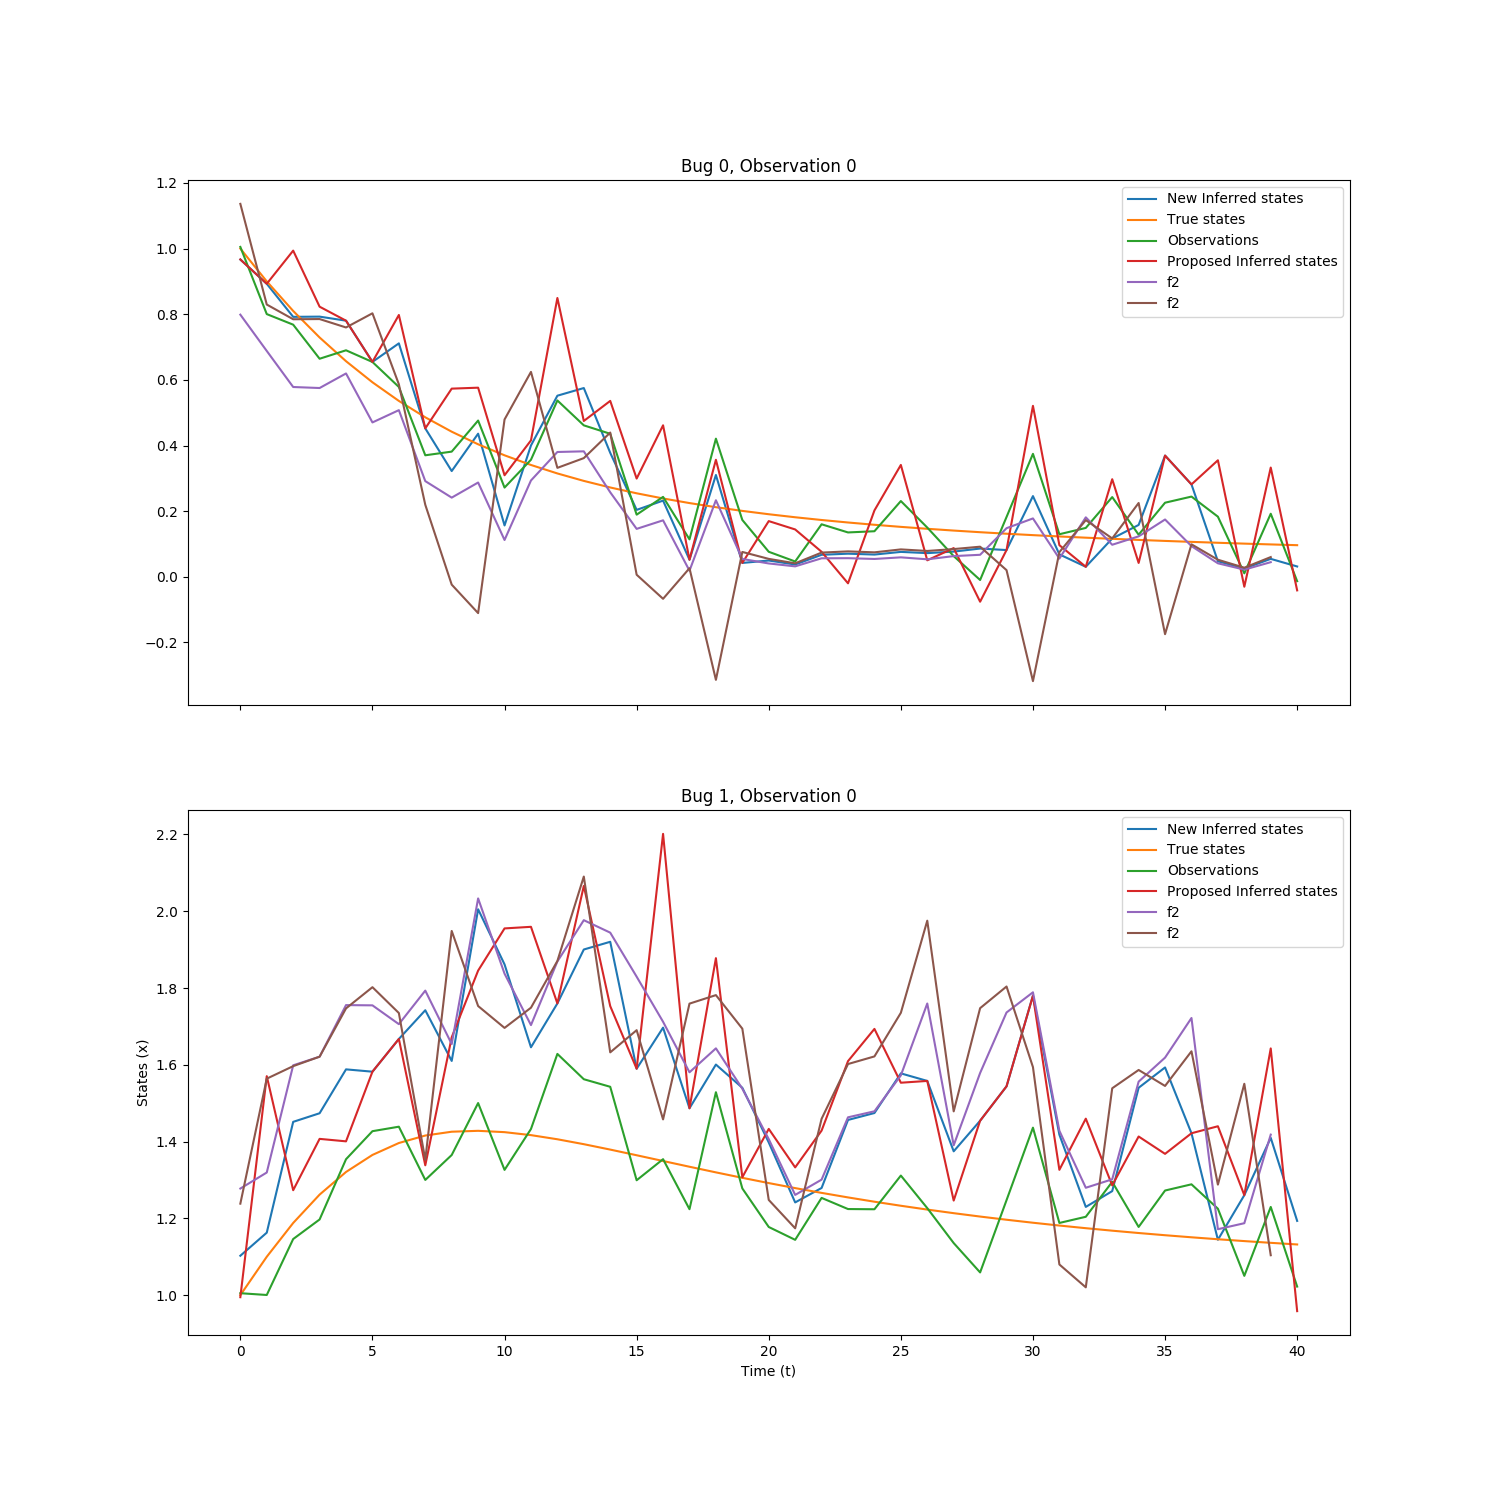 Bug 0, Observation 0
1.2
1.0
0.8
0.6
0.4
0.2
0.0
−0.2
New Inferred states
True states
Observations
Proposed Inferred states
f2
f2
Bug 1, Observation 0
2.2
2.0
1.8
1.6
1.4
1.2
1.0
States (x)
New Inferred states
True states
Observations
Proposed Inferred states
f2
f2
0 5 10 15 20 25 30 35 40
Time (t)